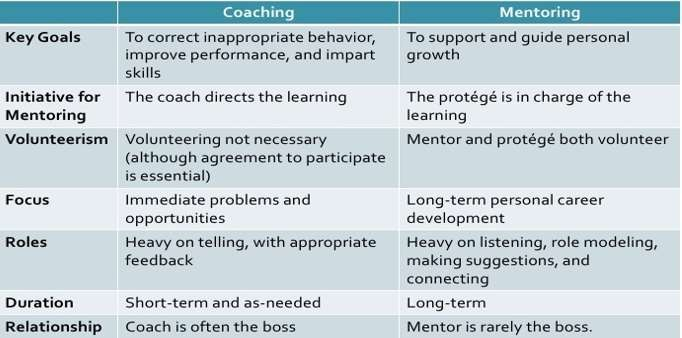 Coaching Mentoring
Key Goals To correct inappropriate behavior, To support and guide personal
improve performance, and impart growth
skills
Initiative for The coach directs the learning The protégé is in charge of the
Mentoring learning
Volunteerism Volunteering not necessary Mentor and protégé both volunteer
(although agreement to participate
is essential)
Focus Immediate problems and Long-term personal career
opportunities development
Roles Heavy on telling, with appropriate Heavy on listening, role modeling,
feedback making suggestions, and
connecting
Duration Short-term and as-needed Long-term
Relationship Coach is often the boss Mentor is rarely the boss.